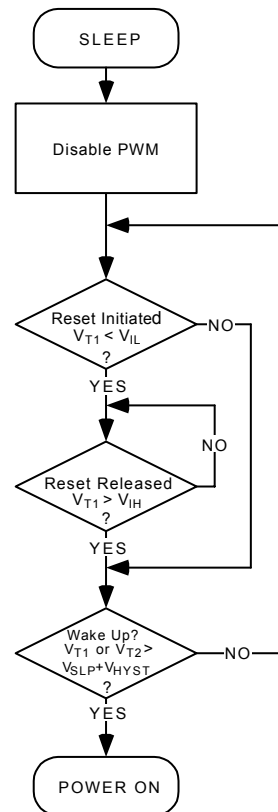 SLEEP
Disable PWM
Reset Initiated
VT1 < VIL
?
NO
YES
NO
Reset Released
VT1 > VIH
?
YES
Wake Up?
VT1 or VT2>
VSLP+VHYST
?
NO
YES
POWER ON